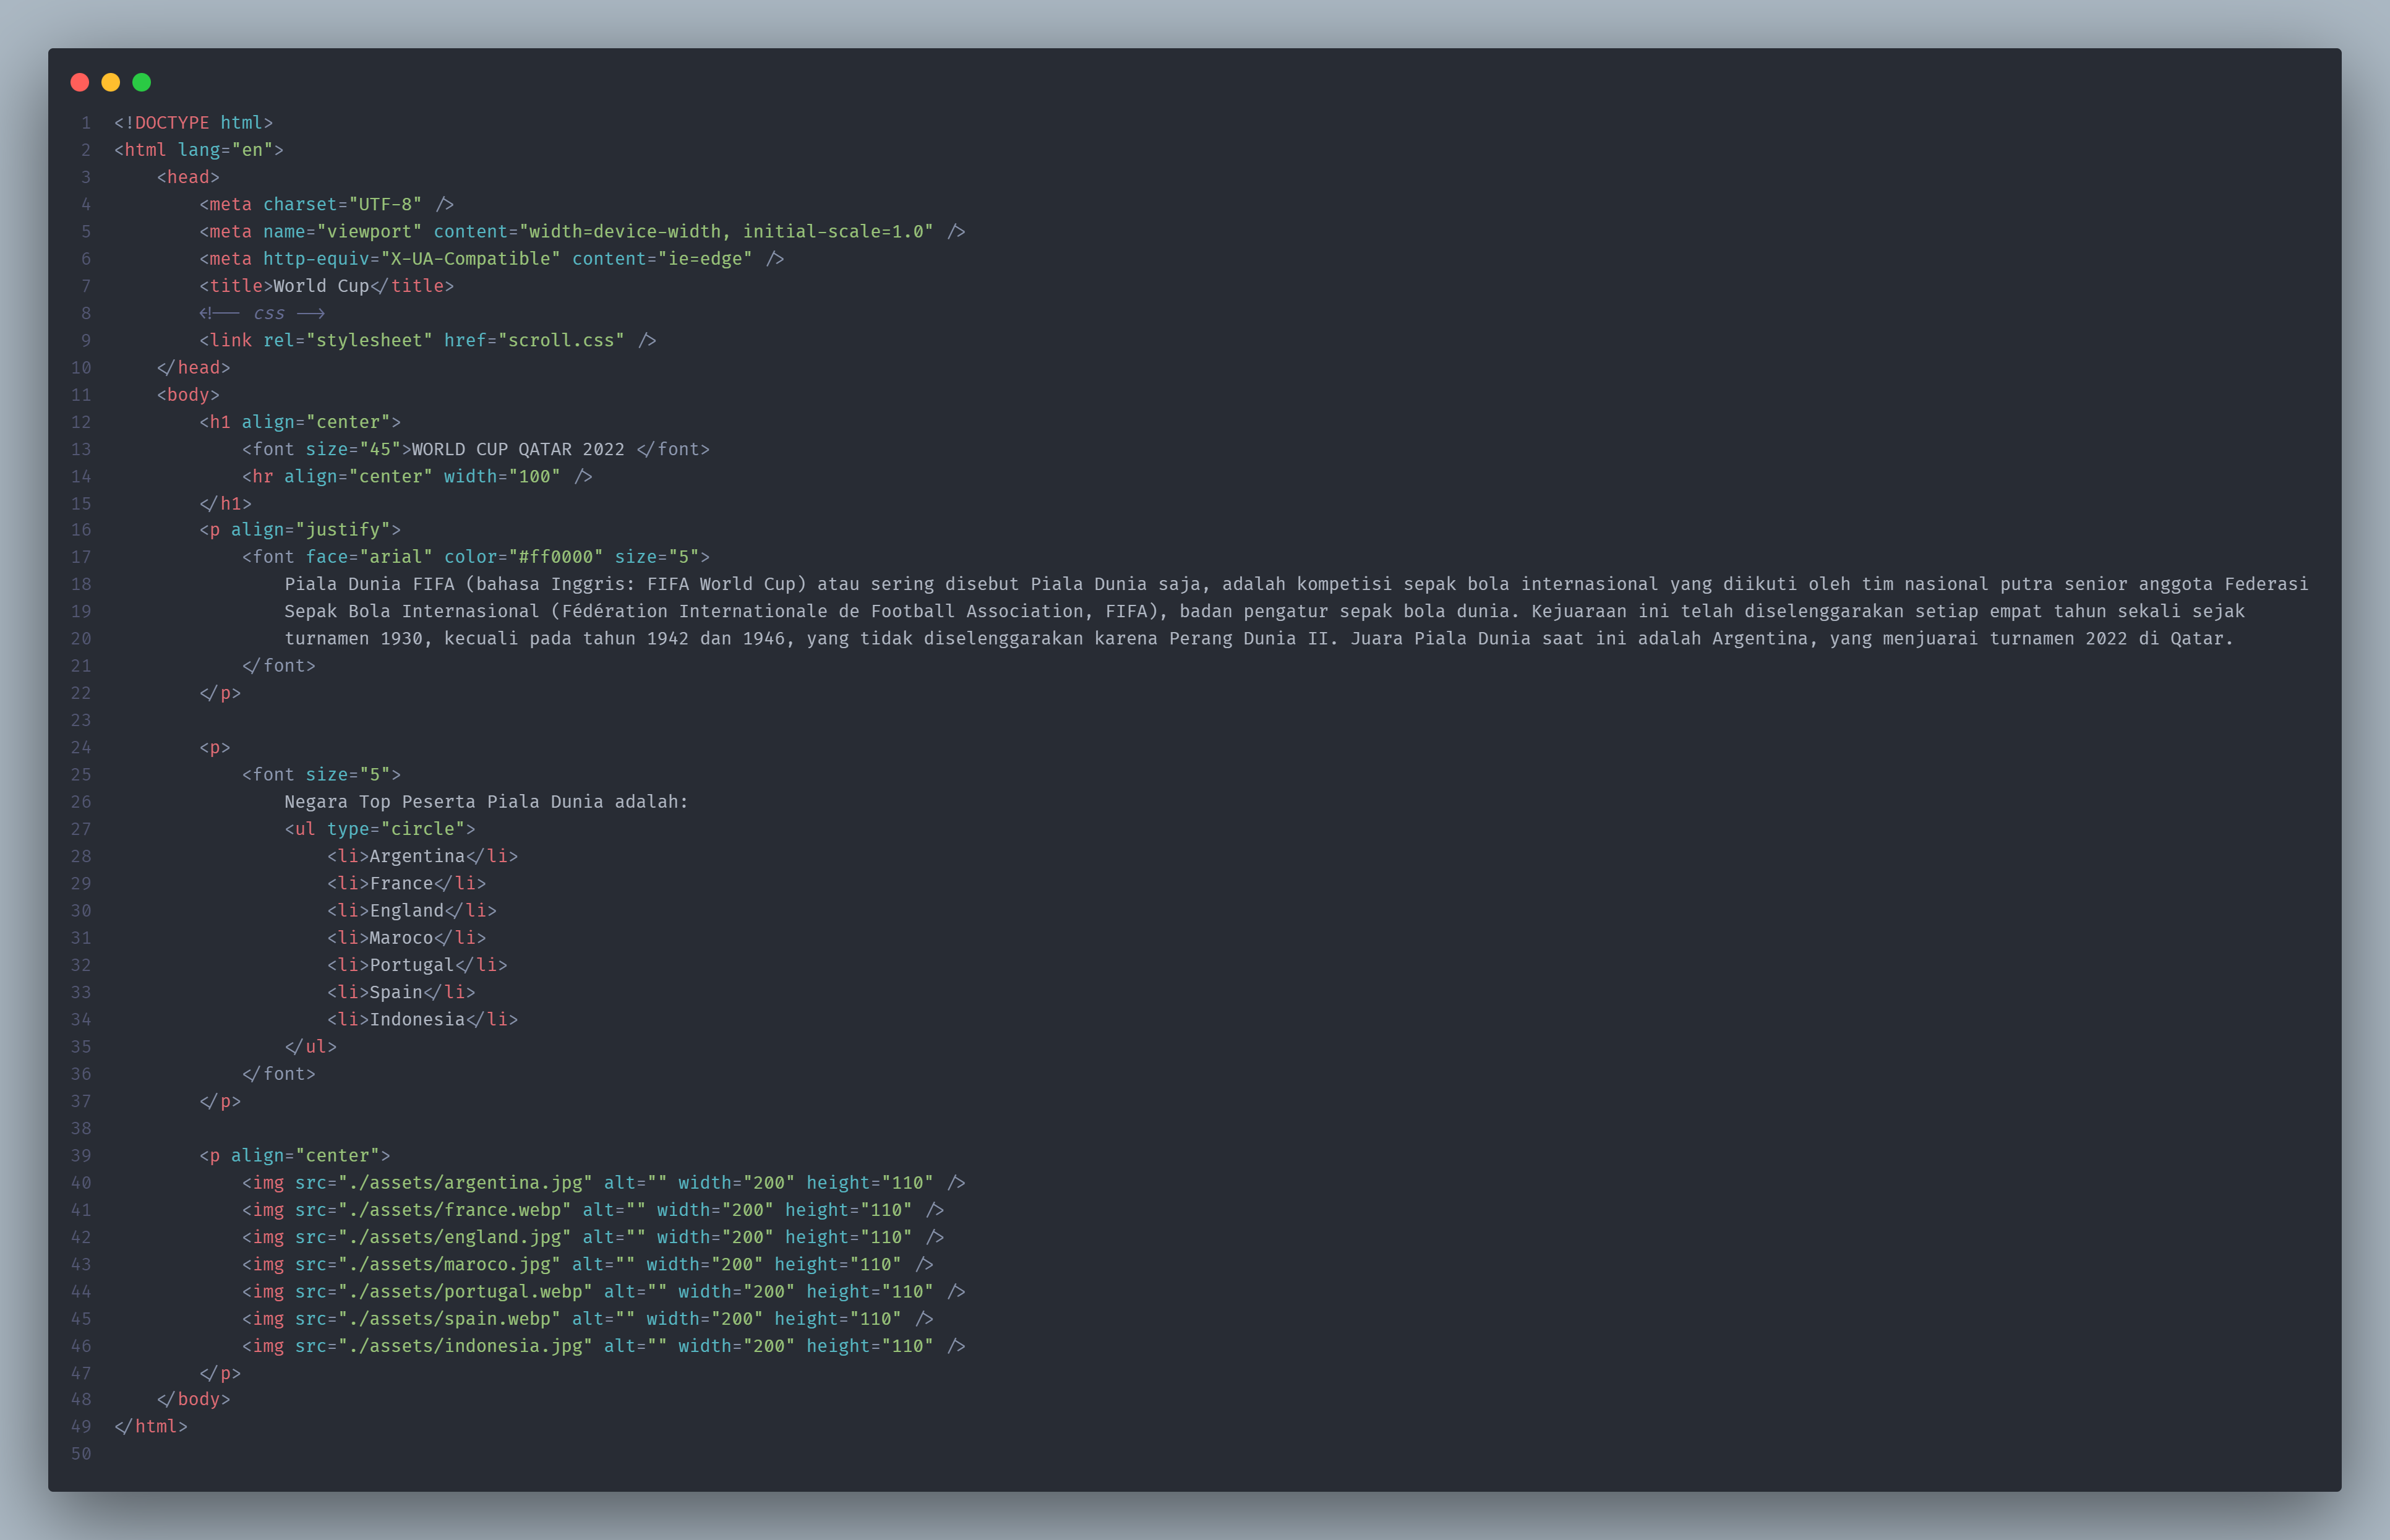 1 <!DOCTYPE html>
2 <html lang="en">
3     <head>
4         <meta charset="UTF-8" />
5         <meta name="viewport" content="width=device-width, initial-scale=1.0" />
6         <meta http-equiv="X-UA-Compatible" content="ie=edge" />
7         <title>World Cup</title>
8         <!-- css -->
9         <link rel="stylesheet" href="scroll.css" />
10     </head>
11     <body>
12         <h1 align="center">
13             <font size="45">WORLD CUP QATAR 2022 </font>
14             <hr align="center" width="100" />
15         </h1>
16         <p align="justify">
17             <font face="arial" color="#ff0000" size="5">
18                 Piala Dunia FIFA (bahasa Inggris: FIFA World Cup) atau sering disebut Piala Dunia saja, adalah kompetisi sepak bola internasional yang diikuti oleh tim nasional putra senior anggota Federasi
19                 Sepak Bola Internasional (Fédération Internationale de Football Association, FIFA), badan pengatur sepak bola dunia. Kejuaraan ini telah diselenggarakan setiap empat tahun sekali sejak
20                 turnamen 1930, kecuali pada tahun 1942 dan 1946, yang tidak diselenggarakan karena Perang Dunia II. Juara Piala Dunia saat ini adalah Argentina, yang menjuarai turnamen 2022 di Qatar.
21             </font>
22         </p>
23
24         <p>
25             <font size="5">
26                 Negara Top Peserta Piala Dunia adalah:
27                 <ul type="circle">
28                     <li>Argentina</li>
29                     <li>France</li>
30                     <li>England</li>
31                     <li>Maroco</li>
32                     <li>Portugal</li>
33                     <li>Spain</li>
34                     <li>Indonesia</li>
35                 </ul>
36             </font>
37         </p>
38
39         <p align="center">
40             <img src="./assets/argentina.jpg" alt="" width="200" height="110" />
41             <img src="./assets/france.webp" alt="" width="200" height="110" />
42             <img src="./assets/england.jpg" alt="" width="200" height="110" />
43             <img src="./assets/maroco.jpg" alt="" width="200" height="110" />
44             <img src="./assets/portugal.webp" alt="" width="200" height="110" />
45             <img src="./assets/spain.webp" alt="" width="200" height="110" />
46             <img src="./assets/indonesia.jpg" alt="" width="200" height="110" />
47         </p>
48     </body>
49 </html>
50